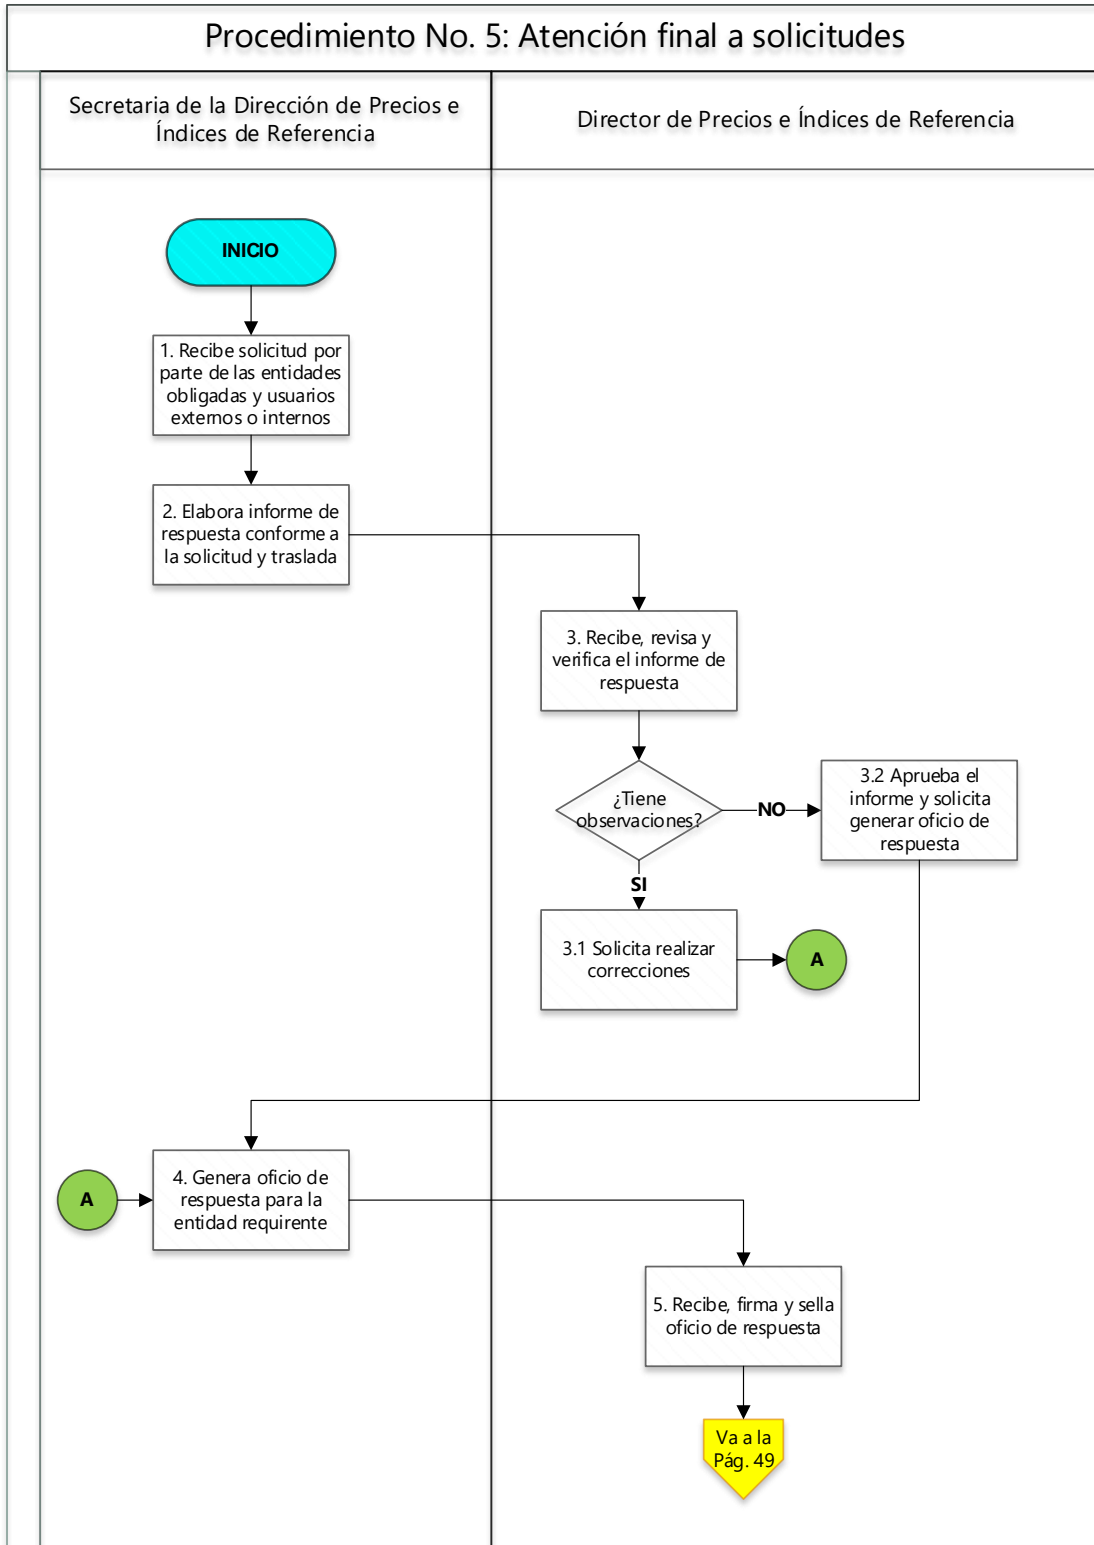 Procedimiento No. 5: Atención final a solicitudes
Secretaria de la Dirección de Precios e
Índices de Referencia
Director de Precios e Índices de Referencia
INICIO
1. Recibe solicitud por
parte de las entidades
obligadas y usuarios
externos o internos
2. Elabora informe de
respuesta conforme a
la solicitud y traslada
3. Recibe, revisa y
verifica el informe de
respuesta
¿Tiene
observaciones?
NO
3.2 Aprueba el
informe y solicita
generar oficio de
respuesta
SI
3.1 Solicita realizar
correcciones
A
A
4. Genera oficio de
respuesta para la
entidad requirente
5. Recibe, firma y sella
oficio de respuesta
Va a la
Pág. 49